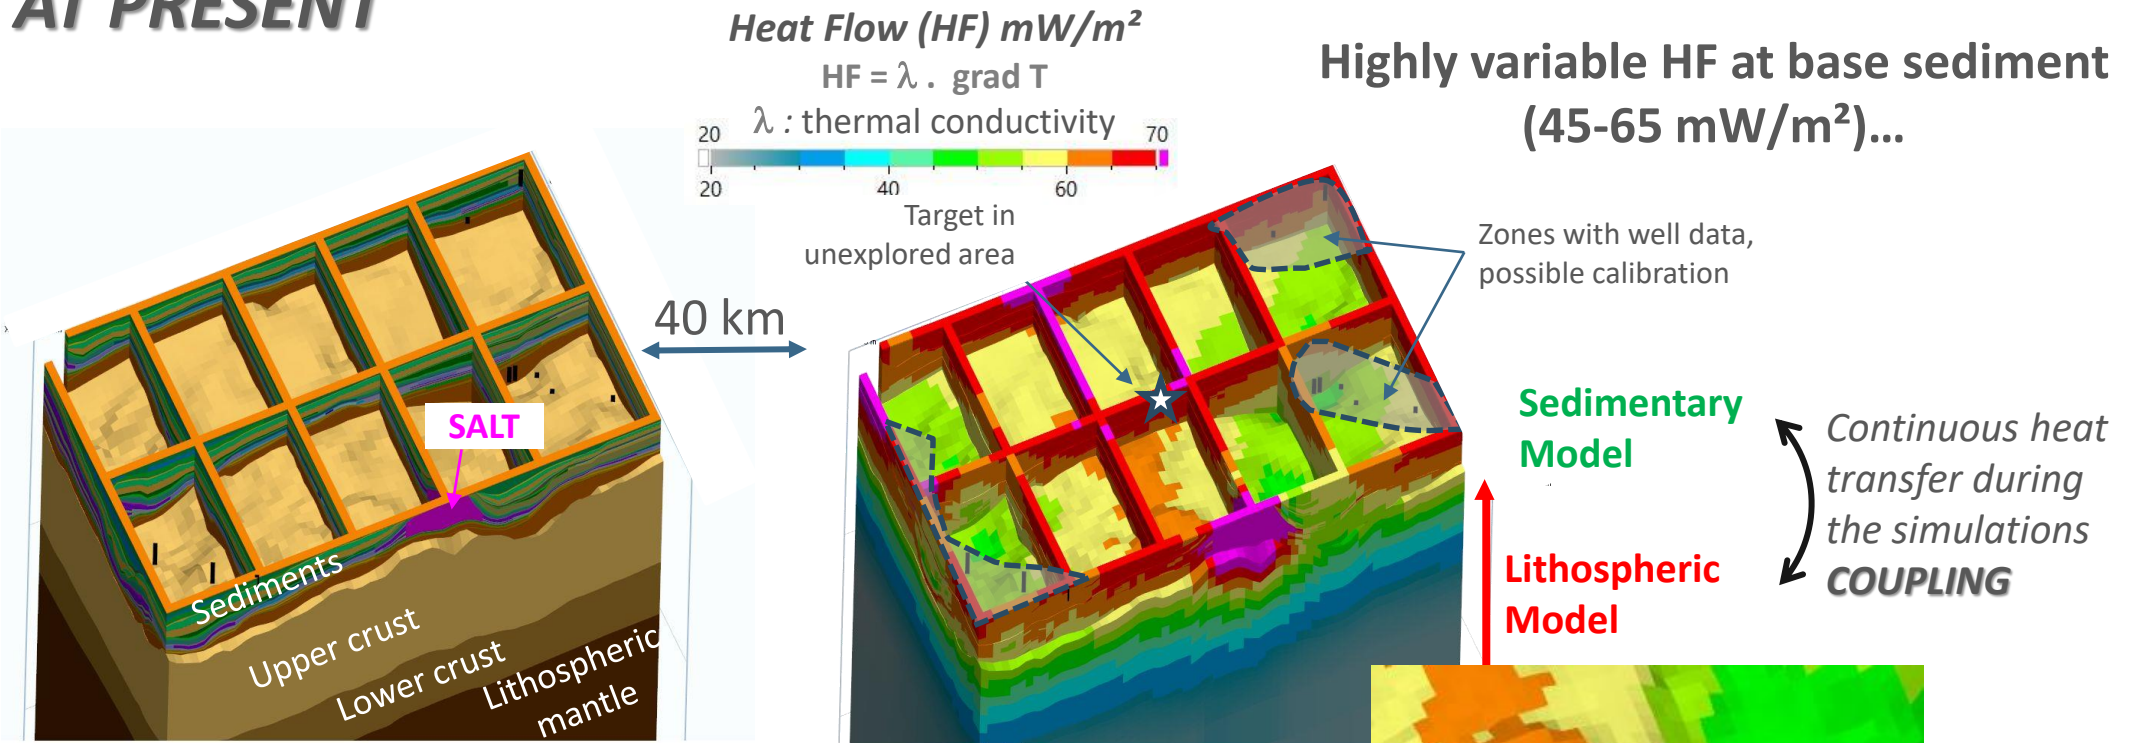 AT PRESENT
Heat Flow (HF) mW/m²
HF = λ . grad T
λ : thermal conductivity
20
70
20
40
60
Highly variable HF at base sediment
(45-65 mW/m²)...
Target in
unexplored area
Zones with well data,
possible calibration
40 km
SALT
Sediments
Upper crust
Lower crust
Lithospheric
mantle
Sedimentary
Model
Lithospheric
Model
Continuous heat
transfer during
the simulations
COUPLING